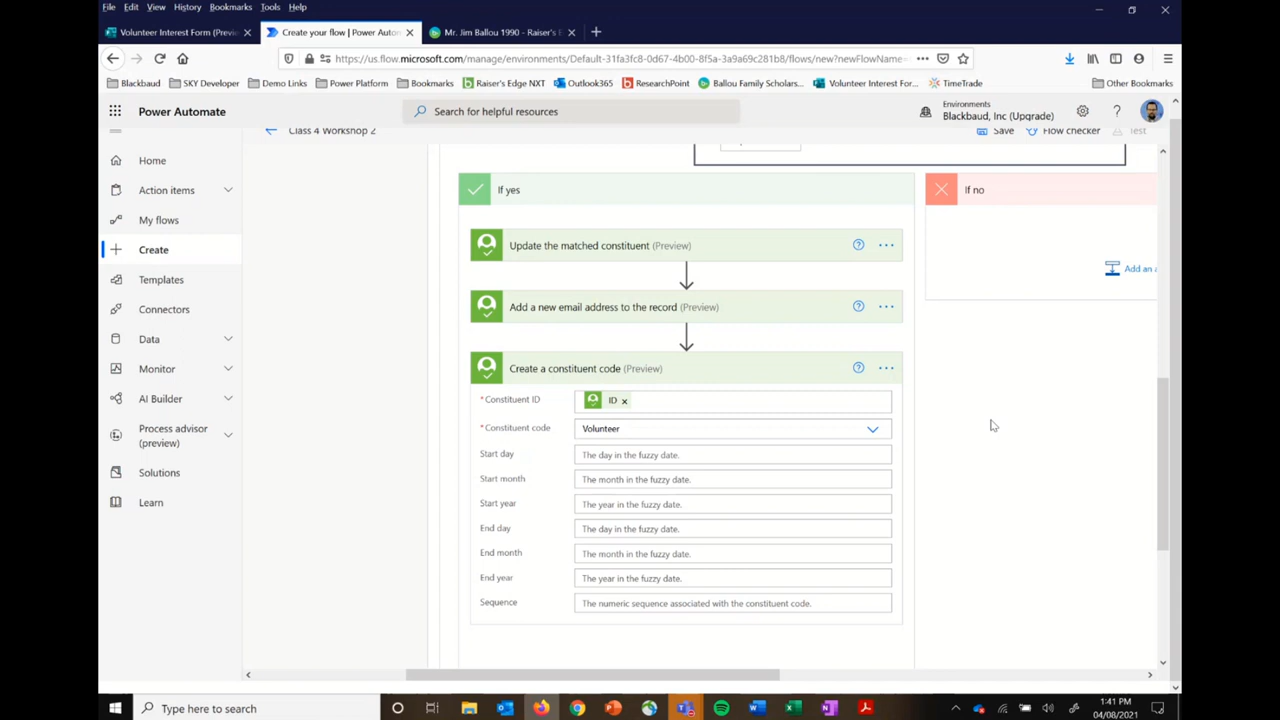 File Edit View History Bookmarks Tools Help
Volunteer Interest Form (Previ
Create your flow | Power Autom
Mr. Jim Ballou 1990 - Raiser's E
https://us.flow.microsoft.com/manage/environments/Default-31fa3fc8-0d67-4b00-8f5a-3a9a69c281b8/flows/new?newFlowName=
Blackbaud SKY Developer Demo Links Power Platform Bookmarks Raiser's Edge NXT Outlook365 ResearchPoint Ballou Family Scholars... Volunteer Interest For... TimeTrade Other Bookmarks
Power Automate
Search for helpful resources
Environments
Blackbaud, Inc (Upgrade)
Class 4 Workshop 2
Save Flow checker Test
Home
Action items
My flows
Create
Templates
Connectors
Data
Monitor
AI Builder
Process advisor
(preview)
Solutions
Learn
If yes
Update the matched constituent (Preview)
Add a new email address to the record (Preview)
Create a constituent code (Preview)
*Constituent ID ID
*Constituent code Volunteer
Start day The day in the fuzzy date.
Start month The month in the fuzzy date.
Start year The year in the fuzzy date.
End day The day in the fuzzy date.
End month The month in the fuzzy date.
End year The year in the fuzzy date.
Sequence The numeric sequence associated with the constituent code.
If no
Add an a
Type here to search
1:41 PM
04/08/2021